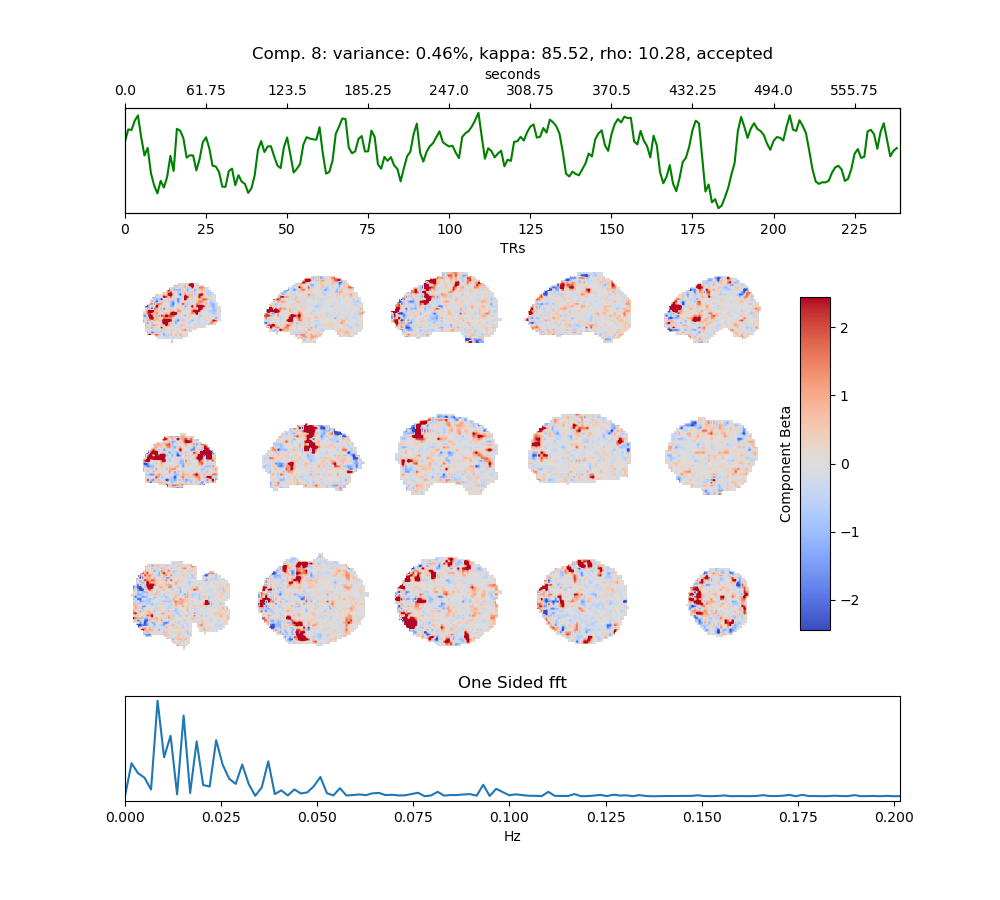 Comp. 8: variance: 0.46%, kappa: 85.52, rho: 10.28, accepted
seconds
0.0 61.75 123.5 185.25 247.0 308.75 370.5 432.25 494.0 555.75
0 25 50 75 100 125 150 175 200 225
TRs
2
1
0
−1
−2
Component Beta
One Sided fft
0.000 0.025 0.050 0.075 0.100 0.125 0.150 0.175 0.200
Hz